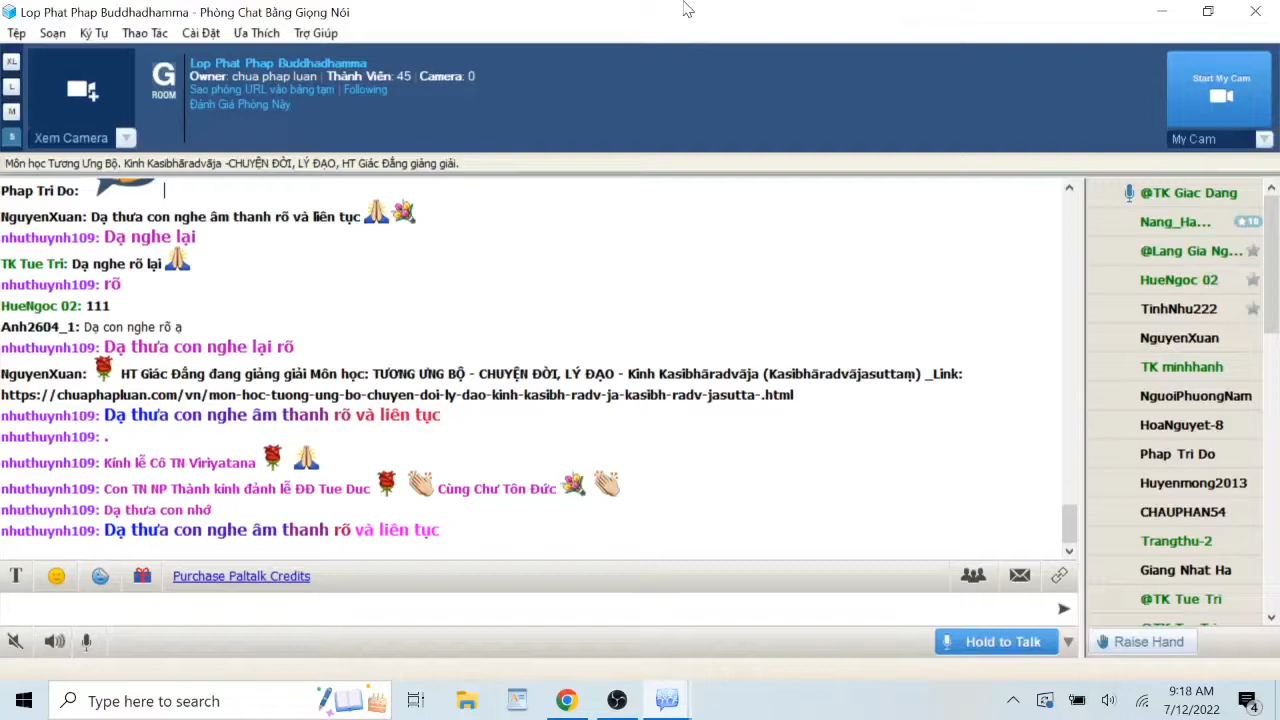 Lop Phat Phap Buddhadhamma - Phòng Chat Bằng Giọng Nói
Tệp Soạn Ký Tự Thao Tác Cài Đặt Ưa Thích Trợ Giúp
XL
L
M
S
Xem Camera
G
ROOM
Lop Phat Phap Buddhadhamma
Owner: chua phap luan | Thành Viên: 45 | Camera: 0
Sao phỏng URL vào bảng tạm | Following
Đánh Giá Phòng Này
Start My Cam
My Cam
Môn học Tương Ưng Bộ. Kinh Kasibhāradvāja -CHUYỆN ĐỜI, LÝ ĐẠO, HT Giác Đẳng giảng giải.
Phap Tri Do:
NguyenXuan: Dạ thưa con nghe âm thanh rõ và liên tục
nhuthuynh109: Dạ nghe lại
TK Tue Tri: Dạ nghe rõ lại
nhuthuynh109: rõ
HueNgoc 02: 111
Anh2604_1: Dạ con nghe rõ ạ
nhuthuynh109: Dạ thưa con nghe lại rõ
NguyenXuan: HT Giác Đẳng đang giảng giải Môn học: TƯƠNG ƯNG BỘ - CHUYỆN ĐỜI, LÝ ĐẠO - Kinh Kasibhāradvāja (Kasibhāradvājasuttaṃ) _Link:
https://chuaphapluan.com/vn/mon-hoc-tuong-ung-bo-chuyen-doi-ly-dao-kinh-kasibh-radv-ja-kasibh-radv-jasutta-.html
nhuthuynh109: Dạ thưa con nghe âm thanh rõ và liên tục
nhuthuynh109: .
nhuthuynh109: Kính lễ Cô TN Viriyatana
nhuthuynh109: Con TN NP Thành kính đảnh lễ ĐĐ Tue Duc Cùng Chư Tôn Đức
nhuthuynh109: Dạ thưa con nhớ
nhuthuynh109: Dạ thưa con nghe âm thanh rõ và liên tục
@TK Giac Dang
Nang_Ha... 18
@Lang Gia Ng...
HueNgoc 02
TinhNhu222
NguyenXuan
TK minhhanh
NguoiPhuongNam
HoaNguyet-8
Phap Tri Do
Huyenmong2013
CHAUPHAN54
Trangthu-2
Giang Nhat Ha
@TK Tue Tri
T Purchase Paltalk Credits
Hold to Talk
Raise Hand
Type here to search
9:18 AM
7/12/2022
4